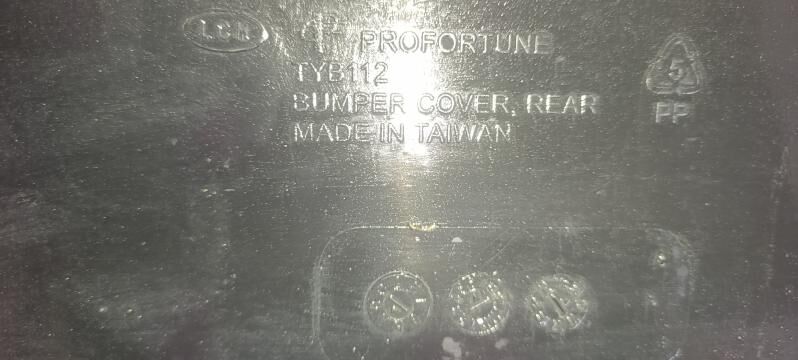 PROFORTUNE
TYB112
BUMPER COVER, REAR
MADE IN TAIWAN
5
PP